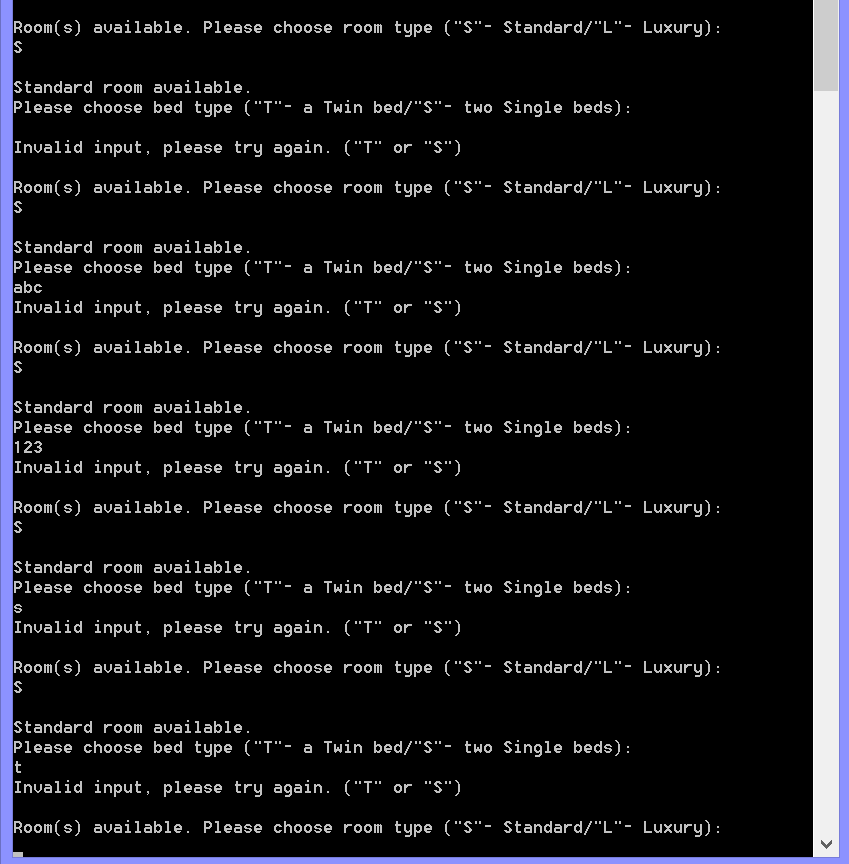 Room(s) available. Please choose room type ("S"- Standard/"L"- Luxury):
S
Standard room available.
Please choose bed type ("T"- a Twin bed/"S"- two Single beds):
Invalid input, please try again. ("T" or "S")
Room(s) available. Please choose room type ("S"- Standard/"L"- Luxury):
S
Standard room available.
Please choose bed type ("T"- a Twin bed/"S"- two Single beds):
abc
Invalid input, please try again. ("T" or "S")
Room(s) available. Please choose room type ("S"- Standard/"L"- Luxury):
S
Standard room available.
Please choose bed type ("T"- a Twin bed/"S"- two Single beds):
123
Invalid input, please try again. ("T" or "S")
Room(s) available. Please choose room type ("S"- Standard/"L"- Luxury):
S
Standard room available.
Please choose bed type ("T"- a Twin bed/"S"- two Single beds):
s
Invalid input, please try again. ("T" or "S")
Room(s) available. Please choose room type ("S"- Standard/"L"- Luxury):
S
Standard room available.
Please choose bed type ("T"- a Twin bed/"S"- two Single beds):
t
Invalid input, please try again. ("T" or "S")
Room(s) available. Please choose room type ("S"- Standard/"L"- Luxury):